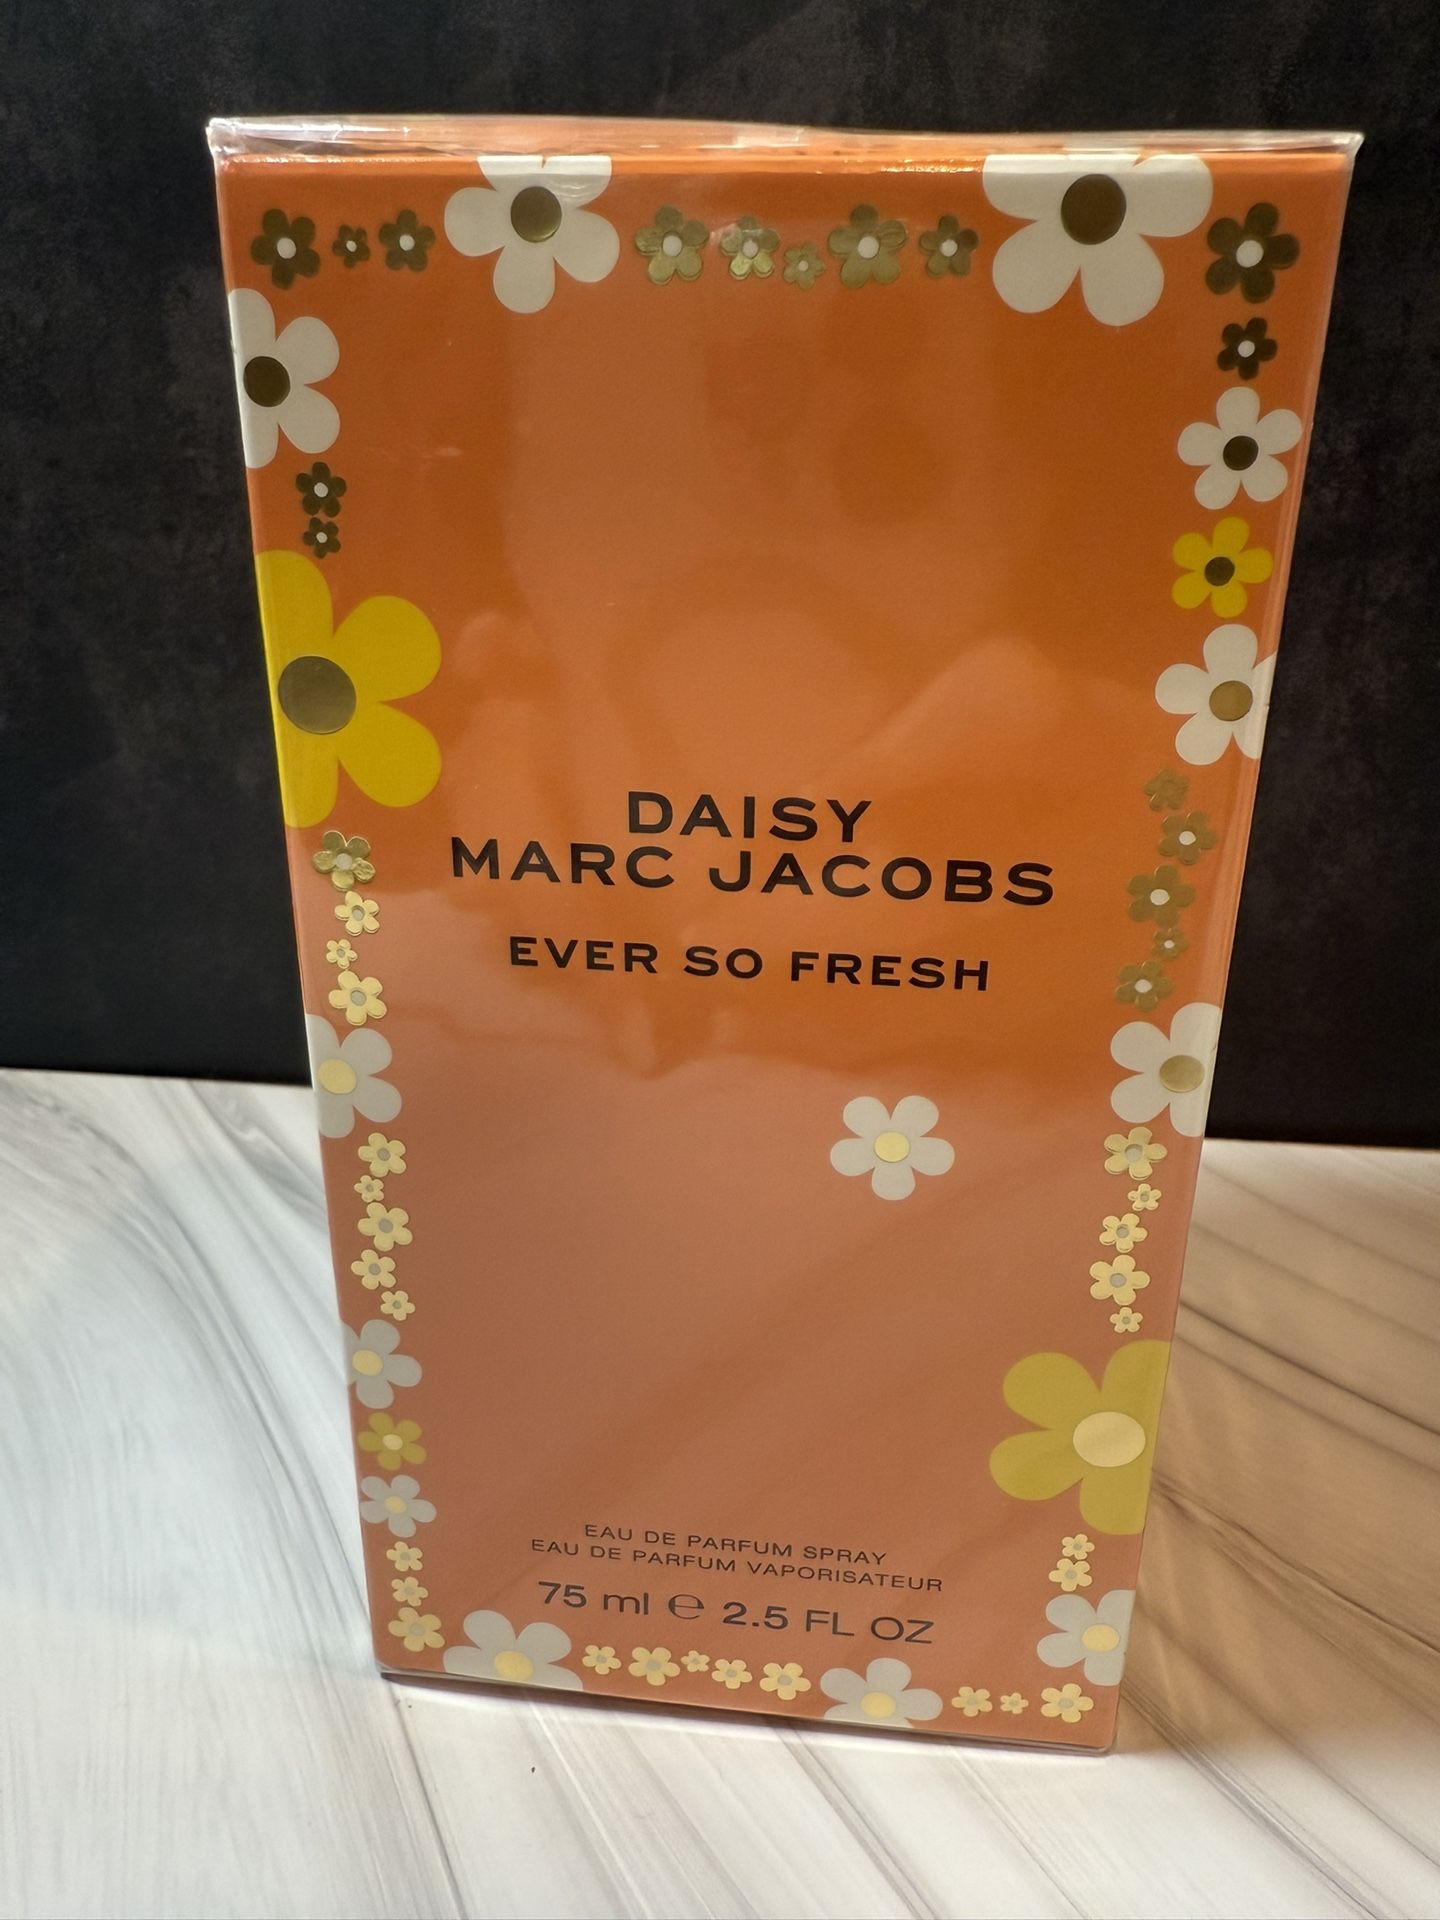 DAISY
MARC JACOBS
EVER SO FRESH
EAU DE PARFUM SPRAY
EAU DE PARFUM VAPORISATEUR
75 ml ℮ 2.5 FL OZ